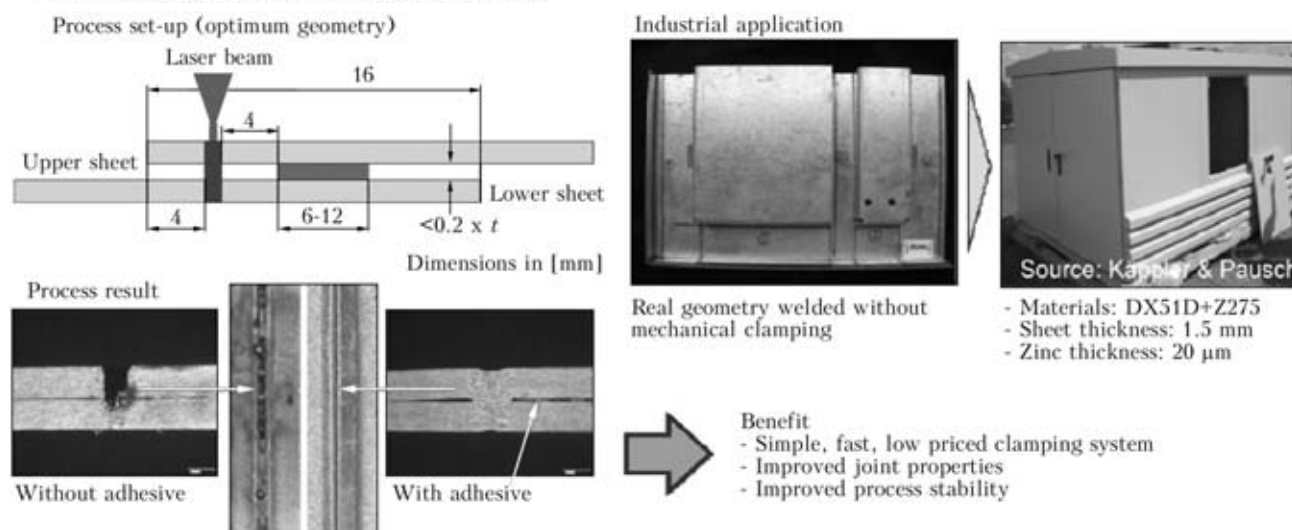 Process set-up (optimum geometry)
Laser beam
16
4
Upper sheet
Lower sheet
4
6-12
<0.2 x t
Dimensions in [mm]
Process result
Without adhesive
With adhesive
Industrial application
Real geometry welded without
mechanical clamping
Source: Kappler & Pausch
- Materials: DX51D+Z275
- Sheet thickness: 1.5 mm
- Zinc thickness: 20 μm
Benefit
- Simple, fast, low priced clamping system
- Improved joint properties
- Improved process stability